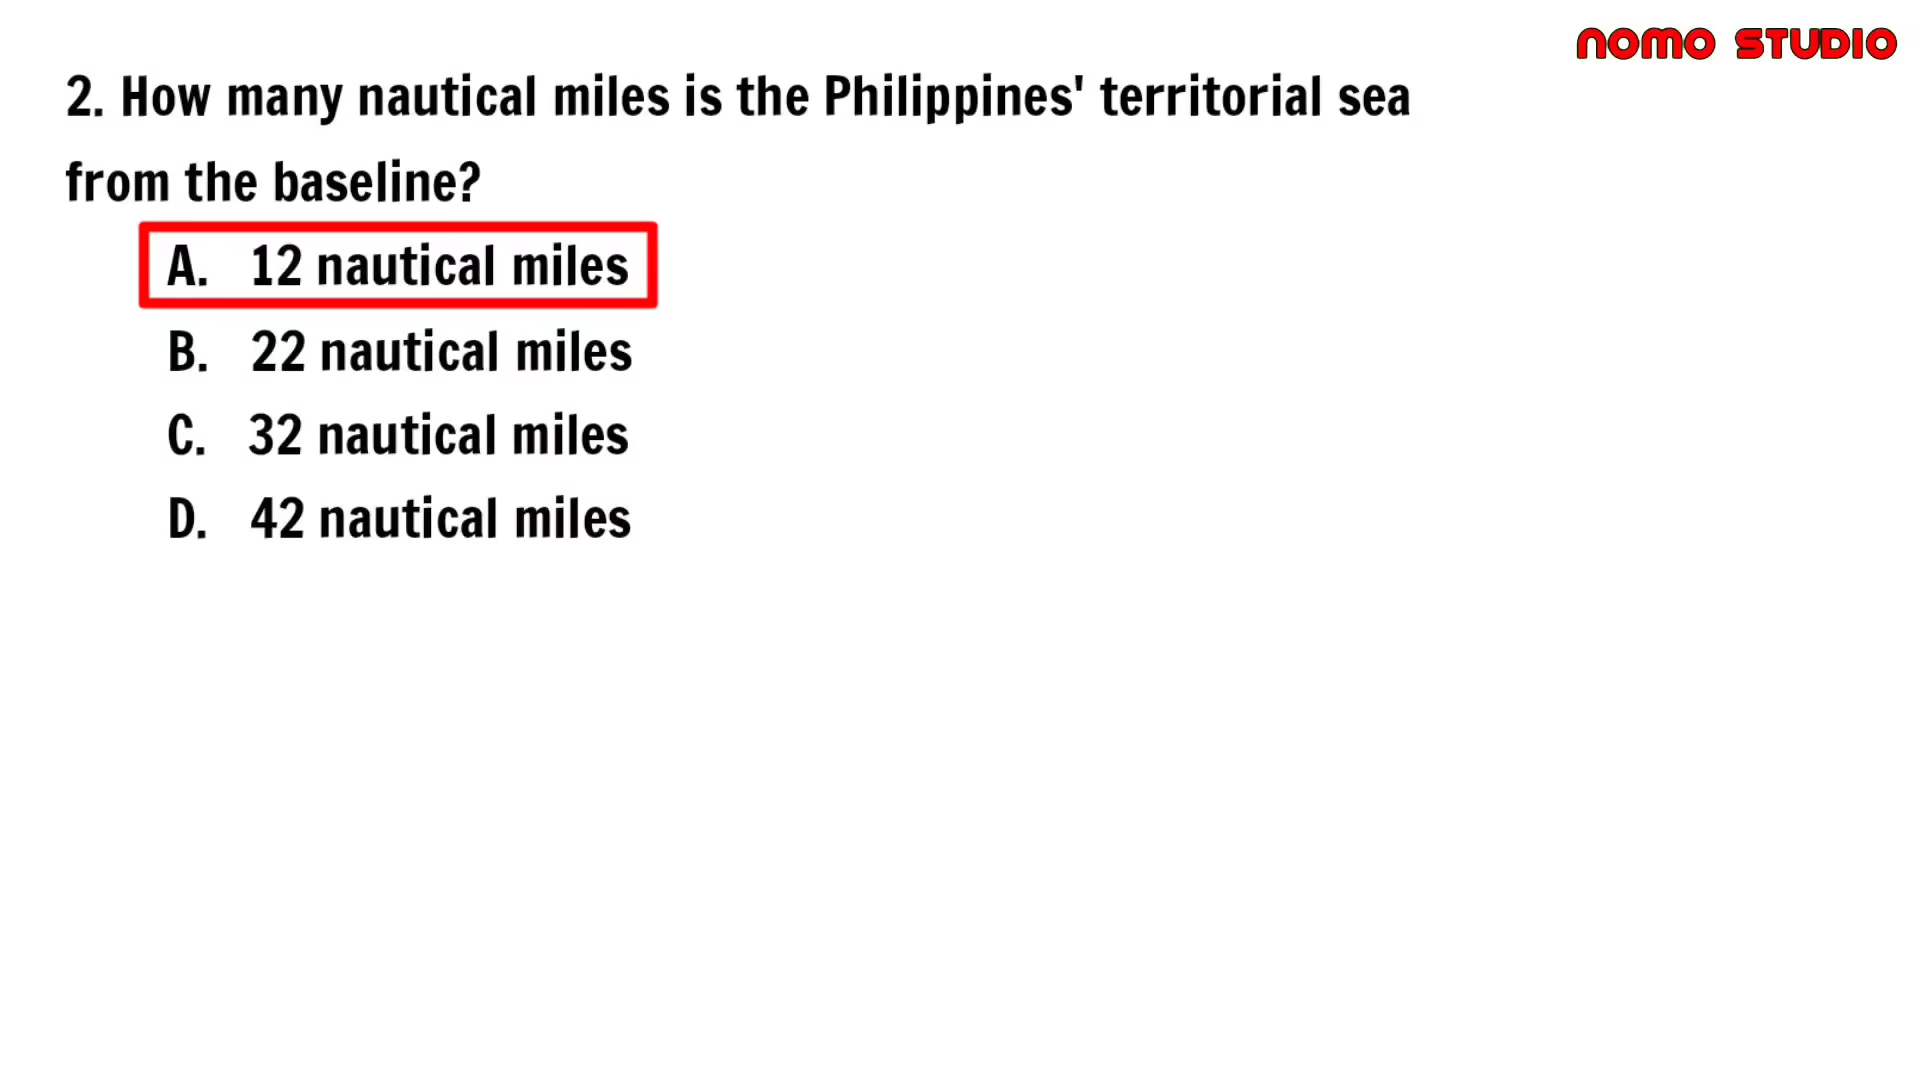 NOMO STUDIO
2. How many nautical miles is the Philippines' territorial sea
from the baseline?
A. 12 nautical miles
B. 22 nautical miles
C. 32 nautical miles
D. 42 nautical miles